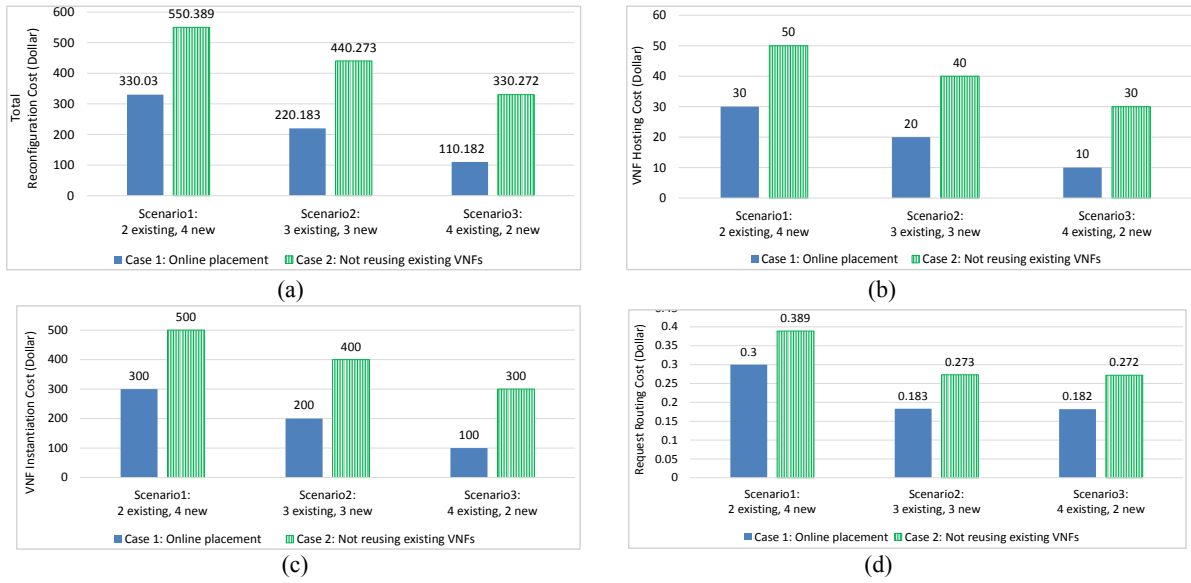 600
500
400
300
200
100
0
Total
Reconfiguration Cost (Dollar)
550.389
330.03
440.273
220.183
330.272
110.182
Scenario1:
2 existing, 4 new
Scenario2:
3 existing, 3 new
Scenario3:
4 existing, 2 new
Case 1: Online placement
Case 2: Not reusing existing VNFs
(a)
60
50
40
30
20
10
0
VNF Hosting Cost (Dollar)
50
30
40
20
30
10
Scenario1:
2 existing, 4 new
Scenario2:
3 existing, 3 new
Scenario3:
4 existing, 2 new
Case 1: Online placement
Case 2: Not reusing existing VNFs
(b)
500
400
300
200
100
0
VNF Instantiation Cost (Dollar)
500
300
400
200
300
100
Scenario1:
2 existing, 4 new
Scenario2:
3 existing, 3 new
Scenario3:
4 existing, 2 new
Case 1: Online placement
Case 2: Not reusing existing VNFs
(c)
0.4
0.35
0.3
0.25
0.2
0.15
0.1
0.05
0
Request Routing Cost (Dollar)
0.389
0.3
0.273
0.183
0.272
0.182
Scenario1:
2 existing, 4 new
Scenario2:
3 existing, 3 new
Scenario3:
4 existing, 2 new
Case 1: Online placement
Case 2: Not reusing existing VNFs
(d)